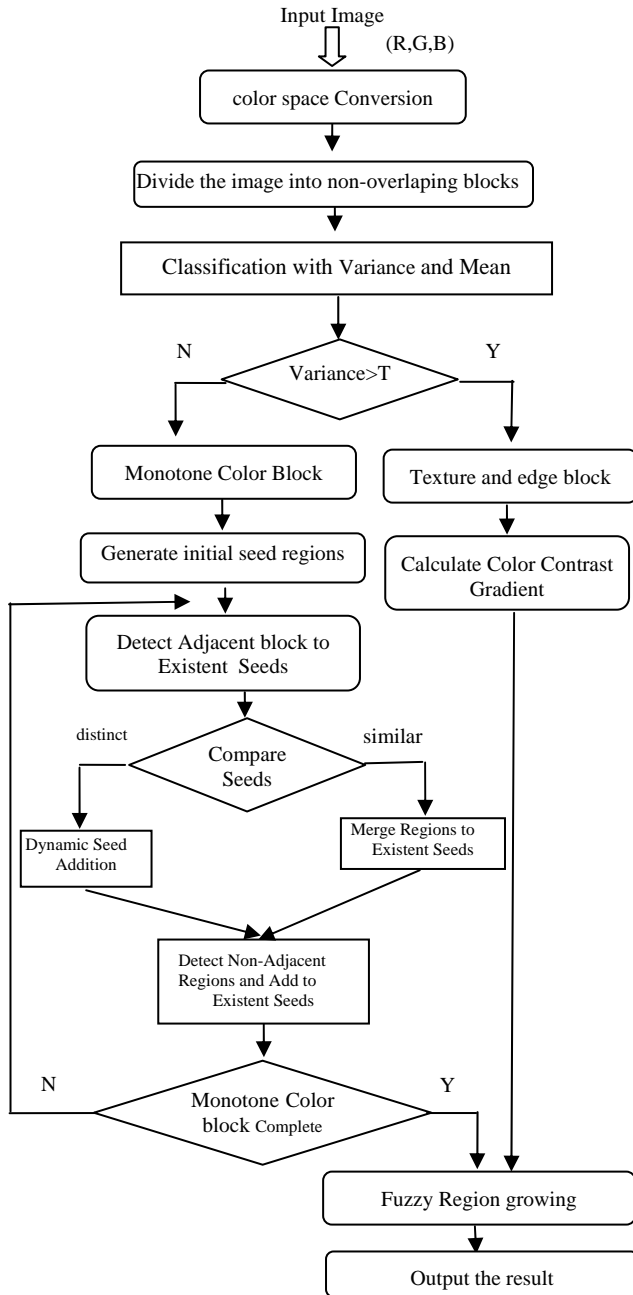 Input Image
(R,G,B)
color space Conversion
Divide the image into non-overlaping blocks
Classification with Variance and Mean
N
Y
Variance>T
Monotone Color Block
Texture and edge block
Generate initial seed regions
Calculate Color Contrast
Gradient
Detect Adjacent block to
Existent Seeds
distinct
similar
Compare
Seeds
Dynamic Seed
Addition
Merge Regions to
Existent Seeds
Detect Non-Adjacent
Regions and Add to
Existent Seeds
N
Y
Monotone Color
block Complete
Fuzzy Region growing
Output the result